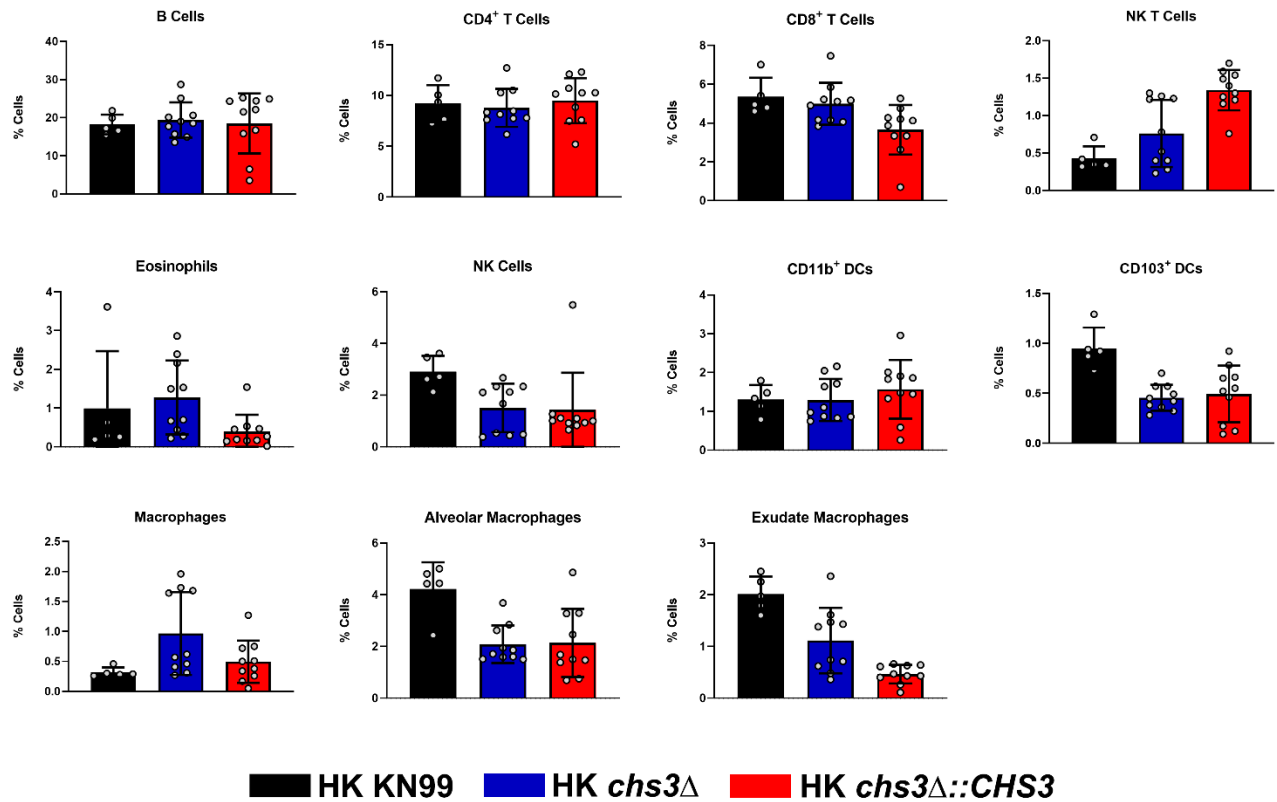 B Cells
CD4+ T Cells
CD8+ T Cells
NK T Cells
% Cells
40
30
20
10
0
% Cells
15
10
5
0
% Cells
8
6
4
2
0
% Cells
2.0
1.5
1.0
0.5
0.0
Eosinophils
NK Cells
CD11b+ DCs
CD103+ DCs
% Cells
4
3
2
1
0
% Cells
6
4
2
0
% Cells
4
3
2
1
0
% Cells
1.5
1.0
0.5
0.0
Macrophages
Alveolar Macrophages
Exudate Macrophages
% Cells
2.5
2.0
1.5
1.0
0.5
0.0
% Cells
6
4
2
0
% Cells
3
2
1
0
HK KN99
HK chs3Δ
HK chs3Δ::CHS3